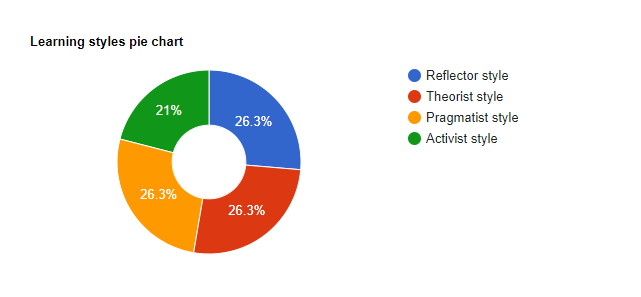 Learning styles pie chart
Reflector style
Theorist style
Pragmatist style
Activist style
21%
26.3%
26.3%
26.3%